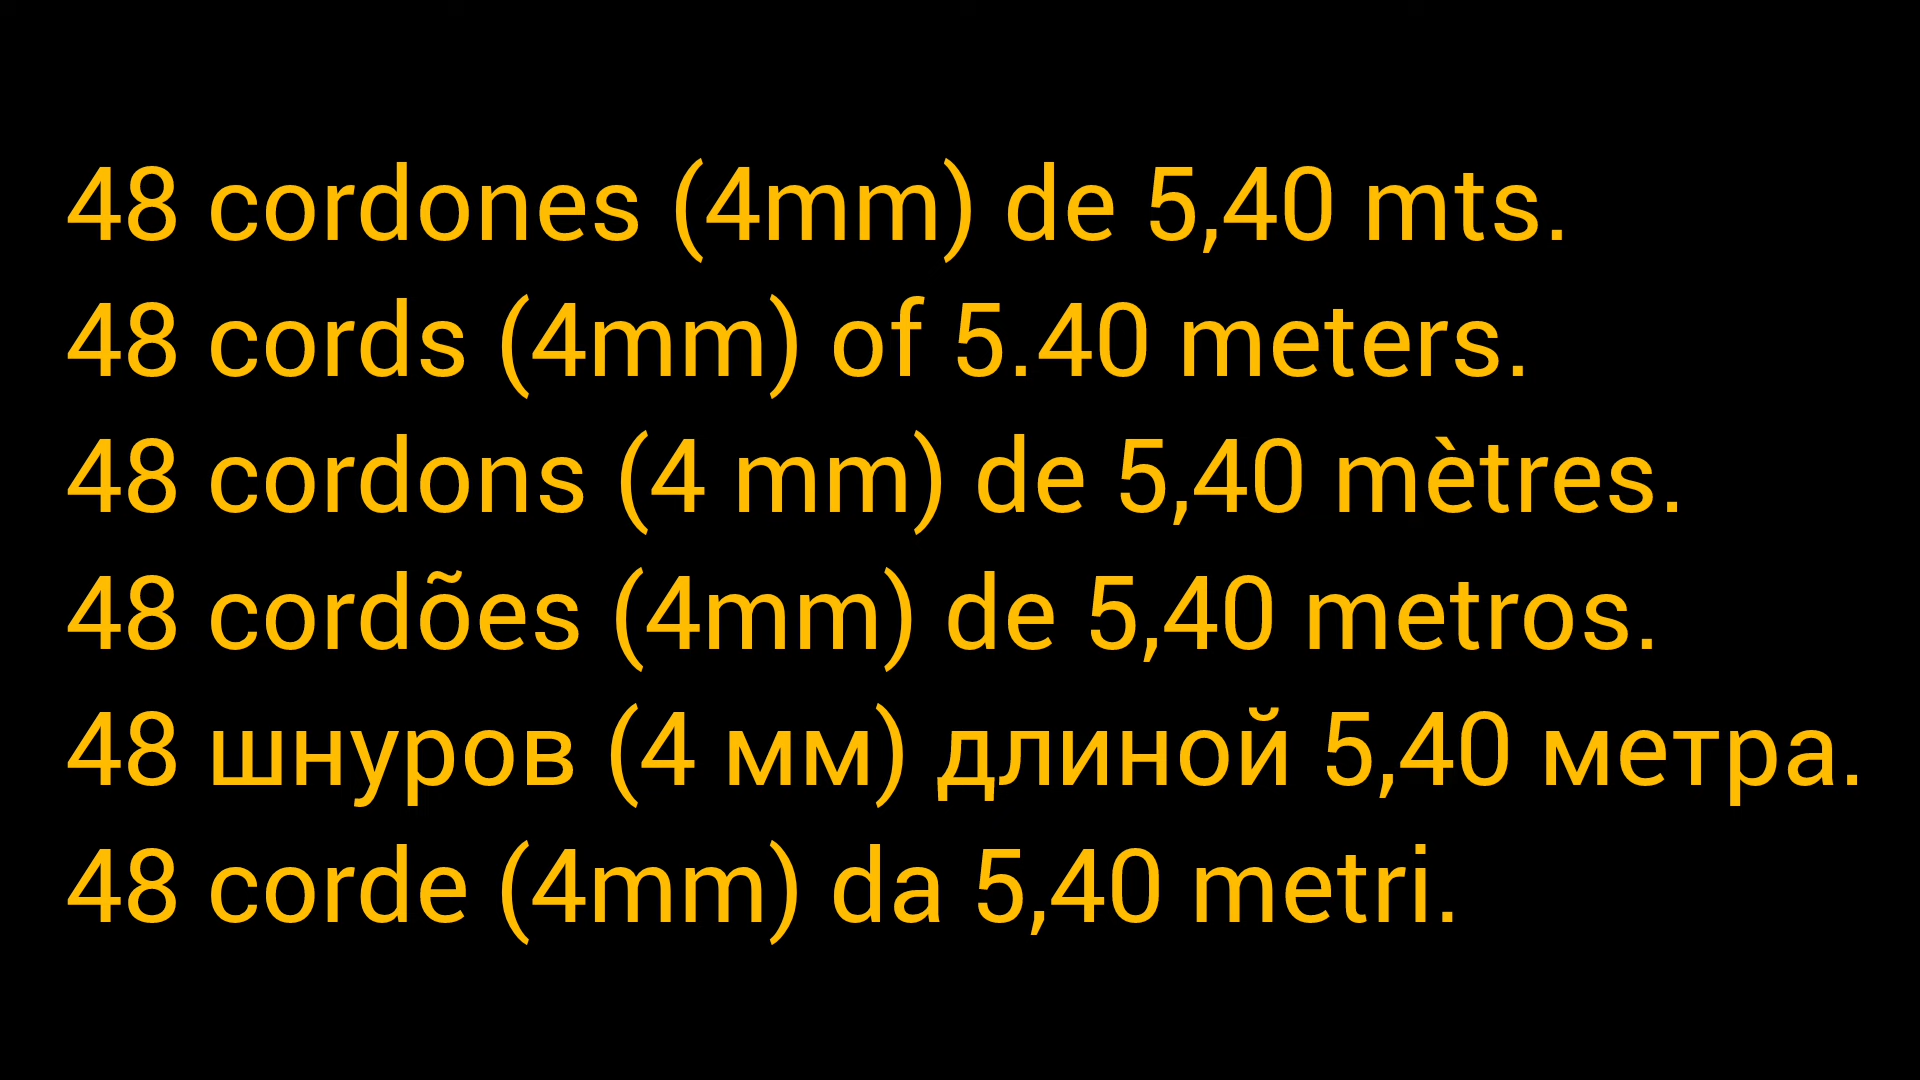 48 cordones (4mm) de 5,40 mts.
48 cords (4mm) of 5.40 meters.
48 cordons (4 mm) de 5,40 mètres.
48 cordões (4mm) de 5,40 metros.
48 шнуров (4 мм) длиной 5,40 метра.
48 corde (4mm) da 5,40 metri.